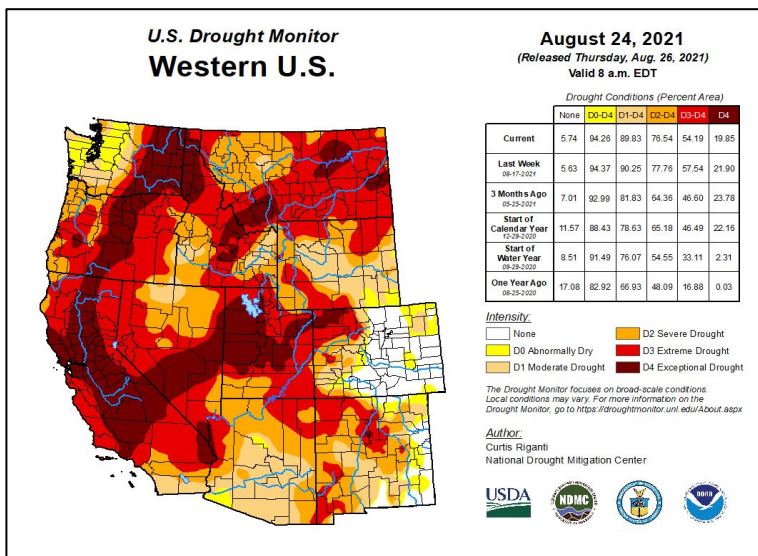 U.S. Drought Monitor
Western U.S.
August 24, 2021
(Released Thursday, Aug. 26, 2021)
Valid 8 a.m. EDT
Drought Conditions (Percent Area)
None D0-D4 D1-D4 D2-D4 D3-D4 D4
Current 5.74 94.26 89.83 76.54 54.19 19.85
Last Week 08-17-2021 5.63 94.37 90.25 77.76 57.54 21.90
3 Months Ago 05-25-2021 7.01 92.99 81.83 64.36 46.60 23.78
Start of Calendar Year 12-29-2020 11.57 88.43 78.63 65.18 46.49 22.16
Start of Water Year 09-29-2020 8.51 91.49 76.07 54.55 33.11 2.31
One Year Ago 08-25-2020 17.08 82.92 66.93 48.09 16.88 0.03
Intensity:
None
D0 Abnormally Dry
D1 Moderate Drought
D2 Severe Drought
D3 Extreme Drought
D4 Exceptional Drought
The Drought Monitor focuses on broad-scale conditions.
Local conditions may vary. For more information on the
Drought Monitor, go to https://droughtmonitor.unl.edu/About.aspx
Author:
Curtis Riganti
National Drought Mitigation Center
USDA
NDMC
NOAA